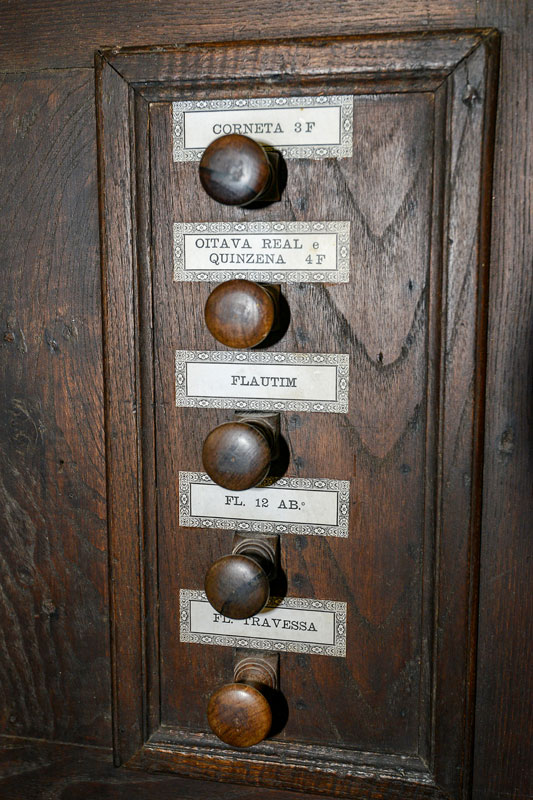 CORNETA 3F
OITAVA REAL e
QUINZENA 4F
FLAUTIM
FL. 12 AB.º
FL. TRAVESSA